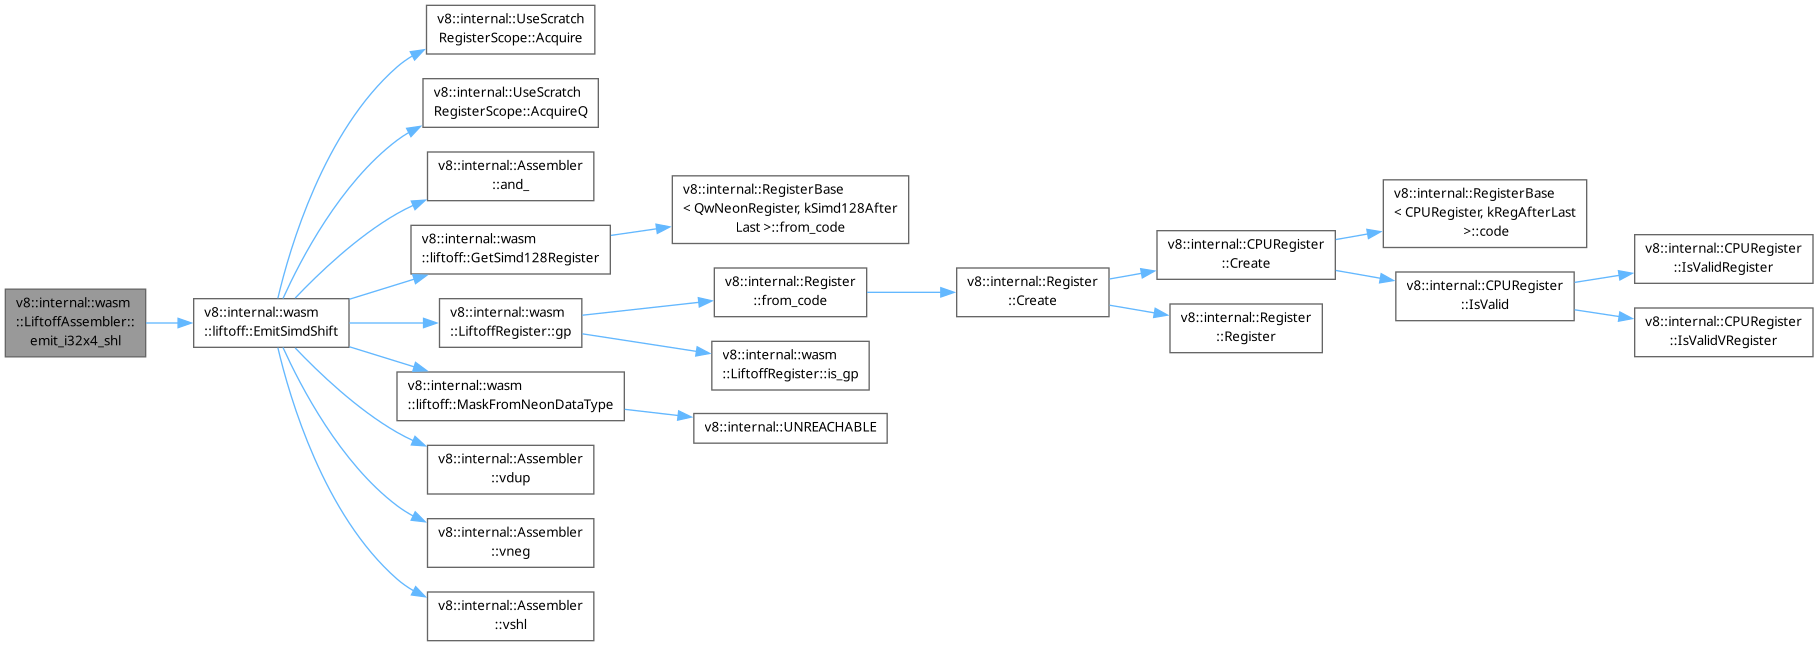 v8::internal::wasm
::LiftoffAssembler::
emit_i32x4_shl
v8::internal::wasm
::liftoff::EmitSimdShift
v8::internal::UseScratch
RegisterScope::Acquire
v8::internal::UseScratch
RegisterScope::AcquireQ
v8::internal::Assembler
::and_
v8::internal::wasm
::liftoff::GetSimd128Register
v8::internal::RegisterBase
< QwNeonRegister, kSimd128After
Last >::from_code
v8::internal::wasm
::LiftoffRegister::gp
v8::internal::Register
::from_code
v8::internal::Register
::Create
v8::internal::CPURegister
::Create
v8::internal::RegisterBase
< CPURegister, kRegAfterLast
>::code
v8::internal::CPURegister
::IsValid
v8::internal::CPURegister
::IsValidRegister
v8::internal::CPURegister
::IsValidVRegister
v8::internal::Register
::Register
v8::internal::wasm
::LiftoffRegister::is_gp
v8::internal::wasm
::liftoff::MaskFromNeonDataType
v8::internal::UNREACHABLE
v8::internal::Assembler
::vdup
v8::internal::Assembler
::vneg
v8::internal::Assembler
::vshl